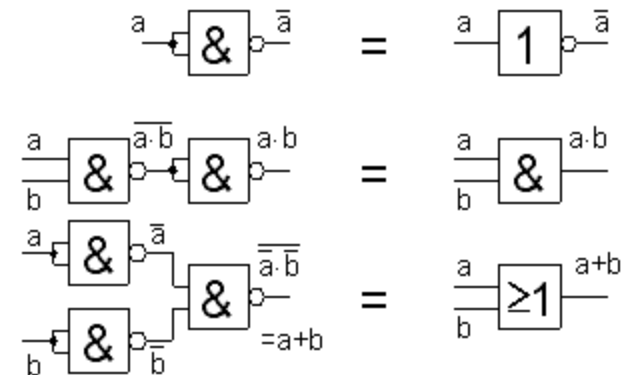 a & a̅ = a 1 a̅
a & a̅·̅b̅ & a·b = a & a·b
b b
a & a̅ & a̅̅·̅b̅̅ = a ≥1 a+b
b & b̅ =a+b b